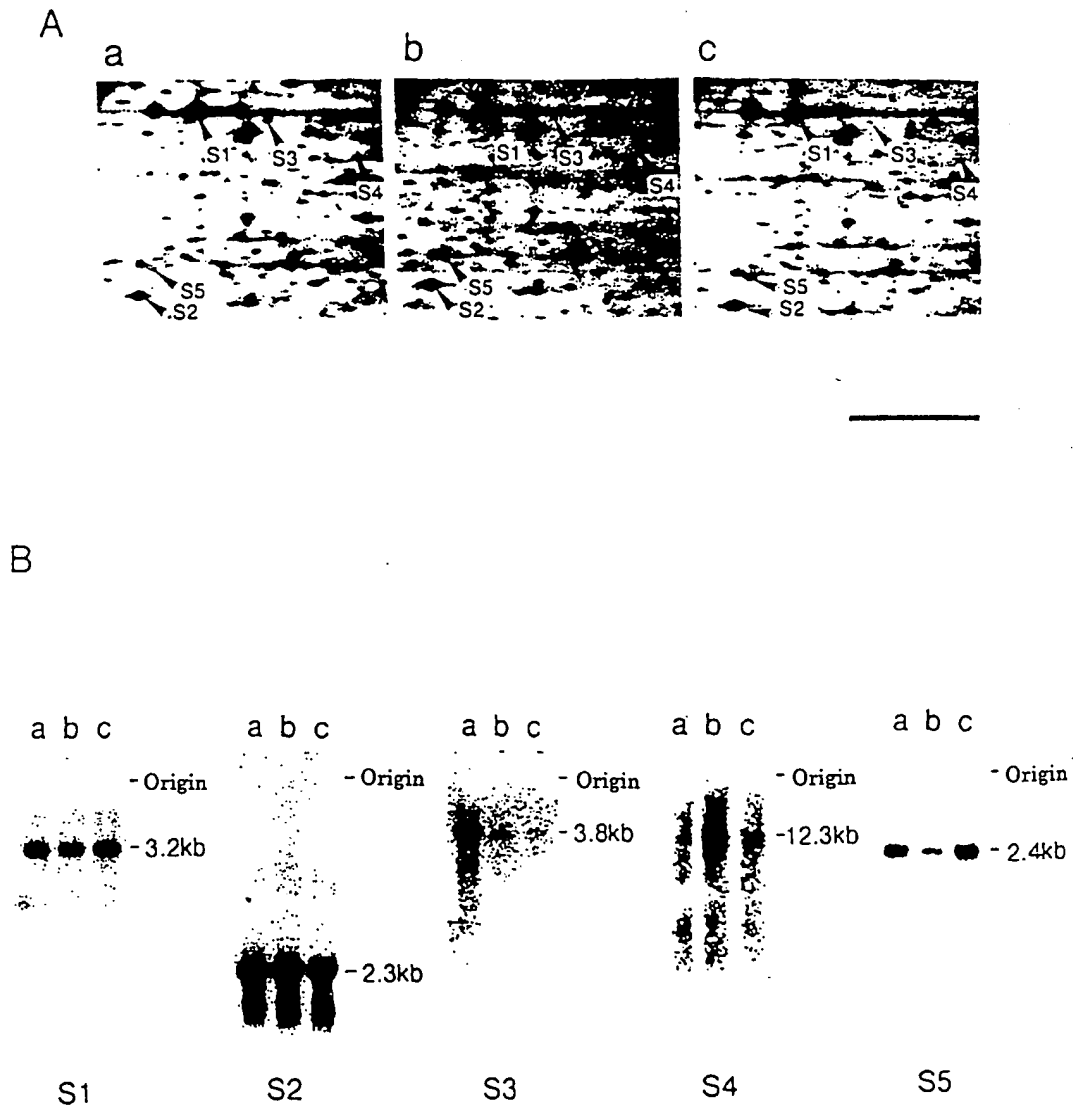 A
a b c
S1 S3 S4 S5 S2
S1 S3 S4 S5 S2
S1 S3 S4 S5 S2
B
a b c
-Origin
-3.2kb
S1
a b c
-Origin
-2.3kb
S2
a b c
-Origin
-3.8kb
S3
a b c
-Origin
-12.3kb
S4
a b c
-Origin
-2.4kb
S5